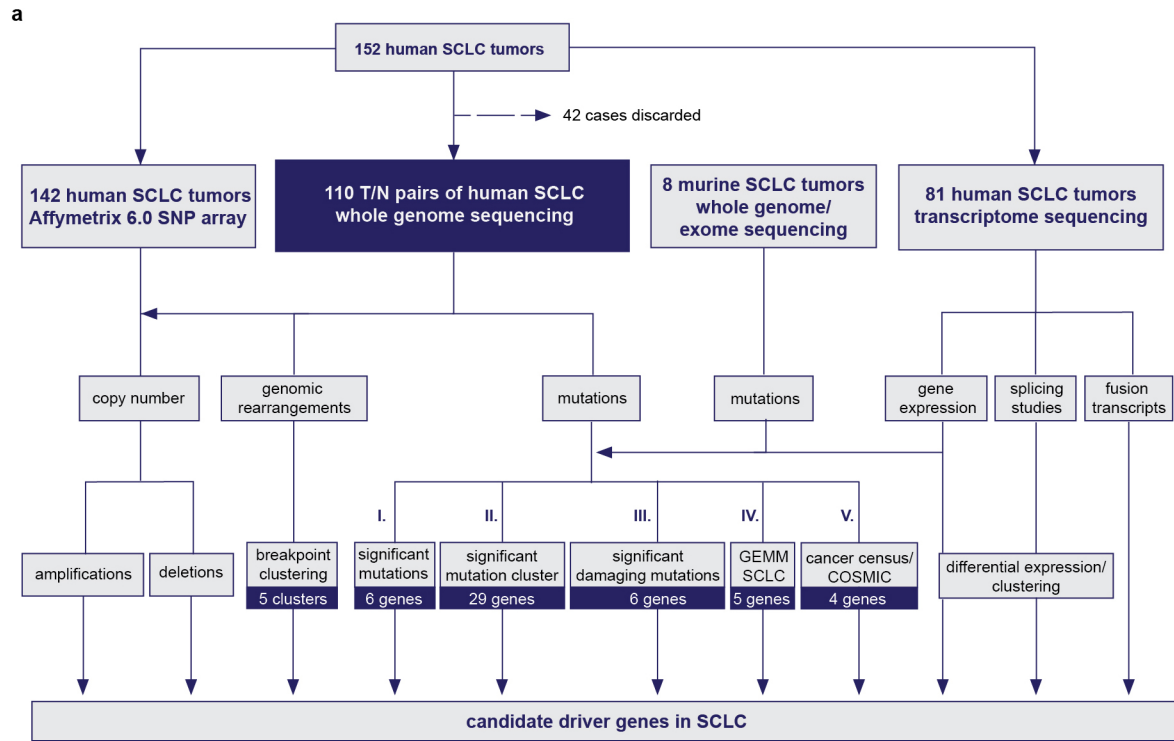 a
152 human SCLC tumors
42 cases discarded
142 human SCLC tumors
Affymetrix 6.0 SNP array
110 T/N pairs of human SCLC
whole genome sequencing
8 murine SCLC tumors
whole genome/
exome sequencing
81 human SCLC tumors
transcriptome sequencing
copy number
genomic
rearrangements
mutations
mutations
gene
expression
splicing
studies
fusion
transcripts
I.
II.
III.
IV.
V.
amplifications
deletions
breakpoint
clustering
5 clusters
significant
mutations
6 genes
significant
mutation cluster
29 genes
significant
damaging mutations
6 genes
GEMM
SCLC
5 genes
cancer census/
COSMIC
4 genes
differential expression/
clustering
candidate driver genes in SCLC